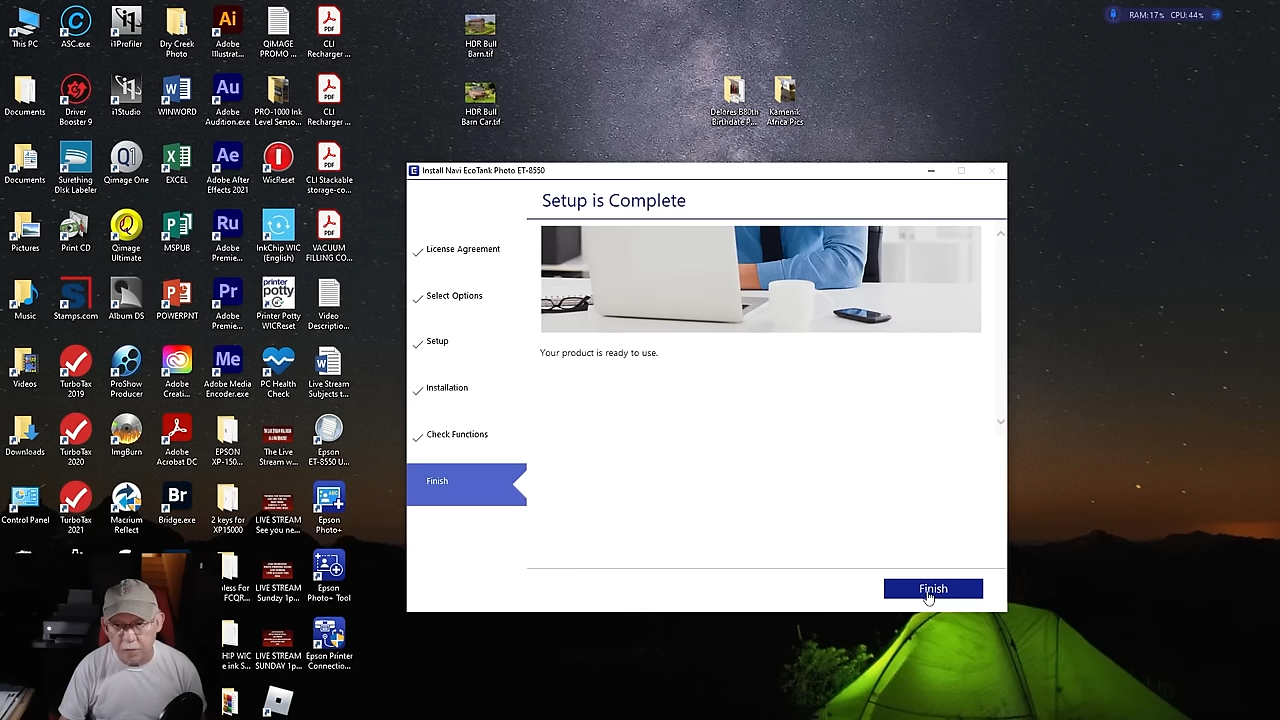 This PC
ASC.exe
i1Profiler
Dry Creek
Photo
Adobe
Illustrat...
QIMAGE
PROMO ...
CLI
Recharger ...
HDR Bull
Barn.tif
RAM:17% CPU:44%
Documents
Driver
Booster 9
i1Studio
WINWORD
Adobe
Audition.exe
PRO-1000 Ink
Level Senso...
CLI
Recharger ...
HDR Bull
Barn Car.tif
Delores B80th
Birthdate P...
Kamenik
Africa Pics
Documents
Surething
Disk Labeler
Qimage One
EXCEL
Adobe After
Effects 2021
WicReset
CLI Stackable
storage-co...
Pictures
Print CD
Qimage
Ultimate
MSPUB
Adobe
Premie...
InkChip WIC
(English)
VACUUM
FILLING CO...
Music
Stamps.com
Album DS
POWERPNT
Adobe
Premie...
Printer Potty
WICReset
Video
Descriptio...
Videos
TurboTax
2019
ProShow
Producer
Adobe
Creati...
Adobe Media
Encoder.exe
PC Health
Check
Live Stream
Subjects t...
Downloads
TurboTax
2020
ImgBurn
Adobe
Acrobat DC
EPSON
XP-150...
The Live
Stream w...
Epson
ET-8550 U...
Control Panel
TurboTax
2021
Macrium
Reflect
Bridge.exe
2 keys for
XP15000
LIVE STREAM
See you ne...
Epson
Photo+
less For
FCQR...
LIVE STREAM
Sundzy 1p...
Epson
Photo+ Tool
HIP WIC
e ink S...
LIVE STREAM
SUNDAY 1p...
Epson Printer
Connectio...
Install Navi EcoTank Photo ET-8550
Setup is Complete
License Agreement
Select Options
Setup
Installation
Check Functions
Finish
Your product is ready to use.
Finish